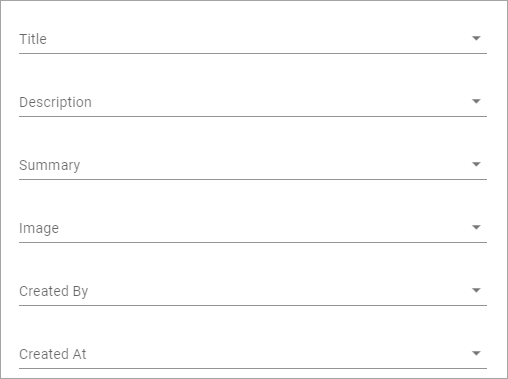 Title
Description
Summary
Image
Created By
Created At